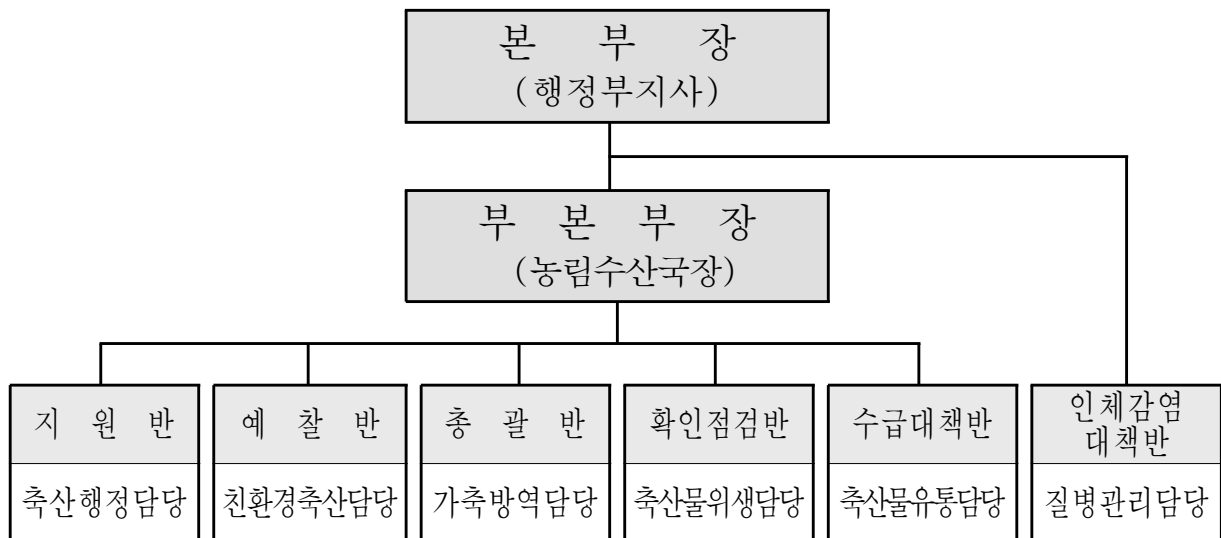 본 부 장
(행정부지사)
부 본 부 장
(농림수산국장)
지 원 반
축산행정담당
예 찰 반
친환경축산담당
총 괄 반
가축방역담당
확인점검반
축산물위생담당
수급대책반
축산물유통담당
인체감염
대책반
질병관리담당